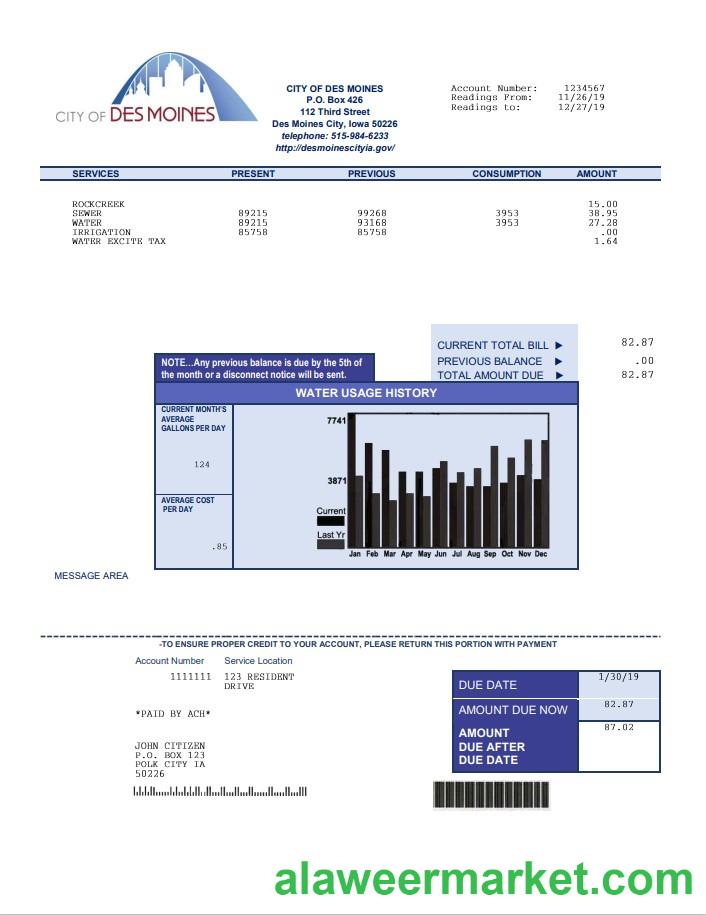 CITY OF DES MOINES
CITY OF DES MOINES
P.O. Box 426
112 Third Street
Des Moines City, Iowa 50226
telephone: 515-984-6233
http://desmoinescityia.gov/
Account Number: 1234567
Readings From: 11/26/19
Readings to: 12/27/19
SERVICES PRESENT PREVIOUS CONSUMPTION AMOUNT
ROCKCREEK 15.00
SEWER 89215 99268 3953 38.95
WATER 89215 93168 3953 27.28
IRRIGATION 85758 85758 .00
WATER EXCITE TAX 1.64
CURRENT TOTAL BILL ► 82.87
PREVIOUS BALANCE ► .00
TOTAL AMOUNT DUE ► 82.87
NOTE...Any previous balance is due by the 5th of
the month or a disconnect notice will be sent.
WATER USAGE HISTORY
CURRENT MONTH'S
AVERAGE
GALLONS PER DAY
124
AVERAGE COST
PER DAY
.85
7741
3871
Current
Last Yr
Jan Feb Mar Apr May Jun Jul Aug Sep Oct Nov Dec
MESSAGE AREA
-TO ENSURE PROPER CREDIT TO YOUR ACCOUNT, PLEASE RETURN THIS PORTION WITH PAYMENT
Account Number Service Location
1111111 123 RESIDENT
DRIVE
*PAID BY ACH*
JOHN CITIZEN
P.O. BOX 123
POLK CITY IA
50226
DUE DATE 1/30/19
AMOUNT DUE NOW 82.87
AMOUNT 87.02
DUE AFTER
DUE DATE
alaweermarket.com